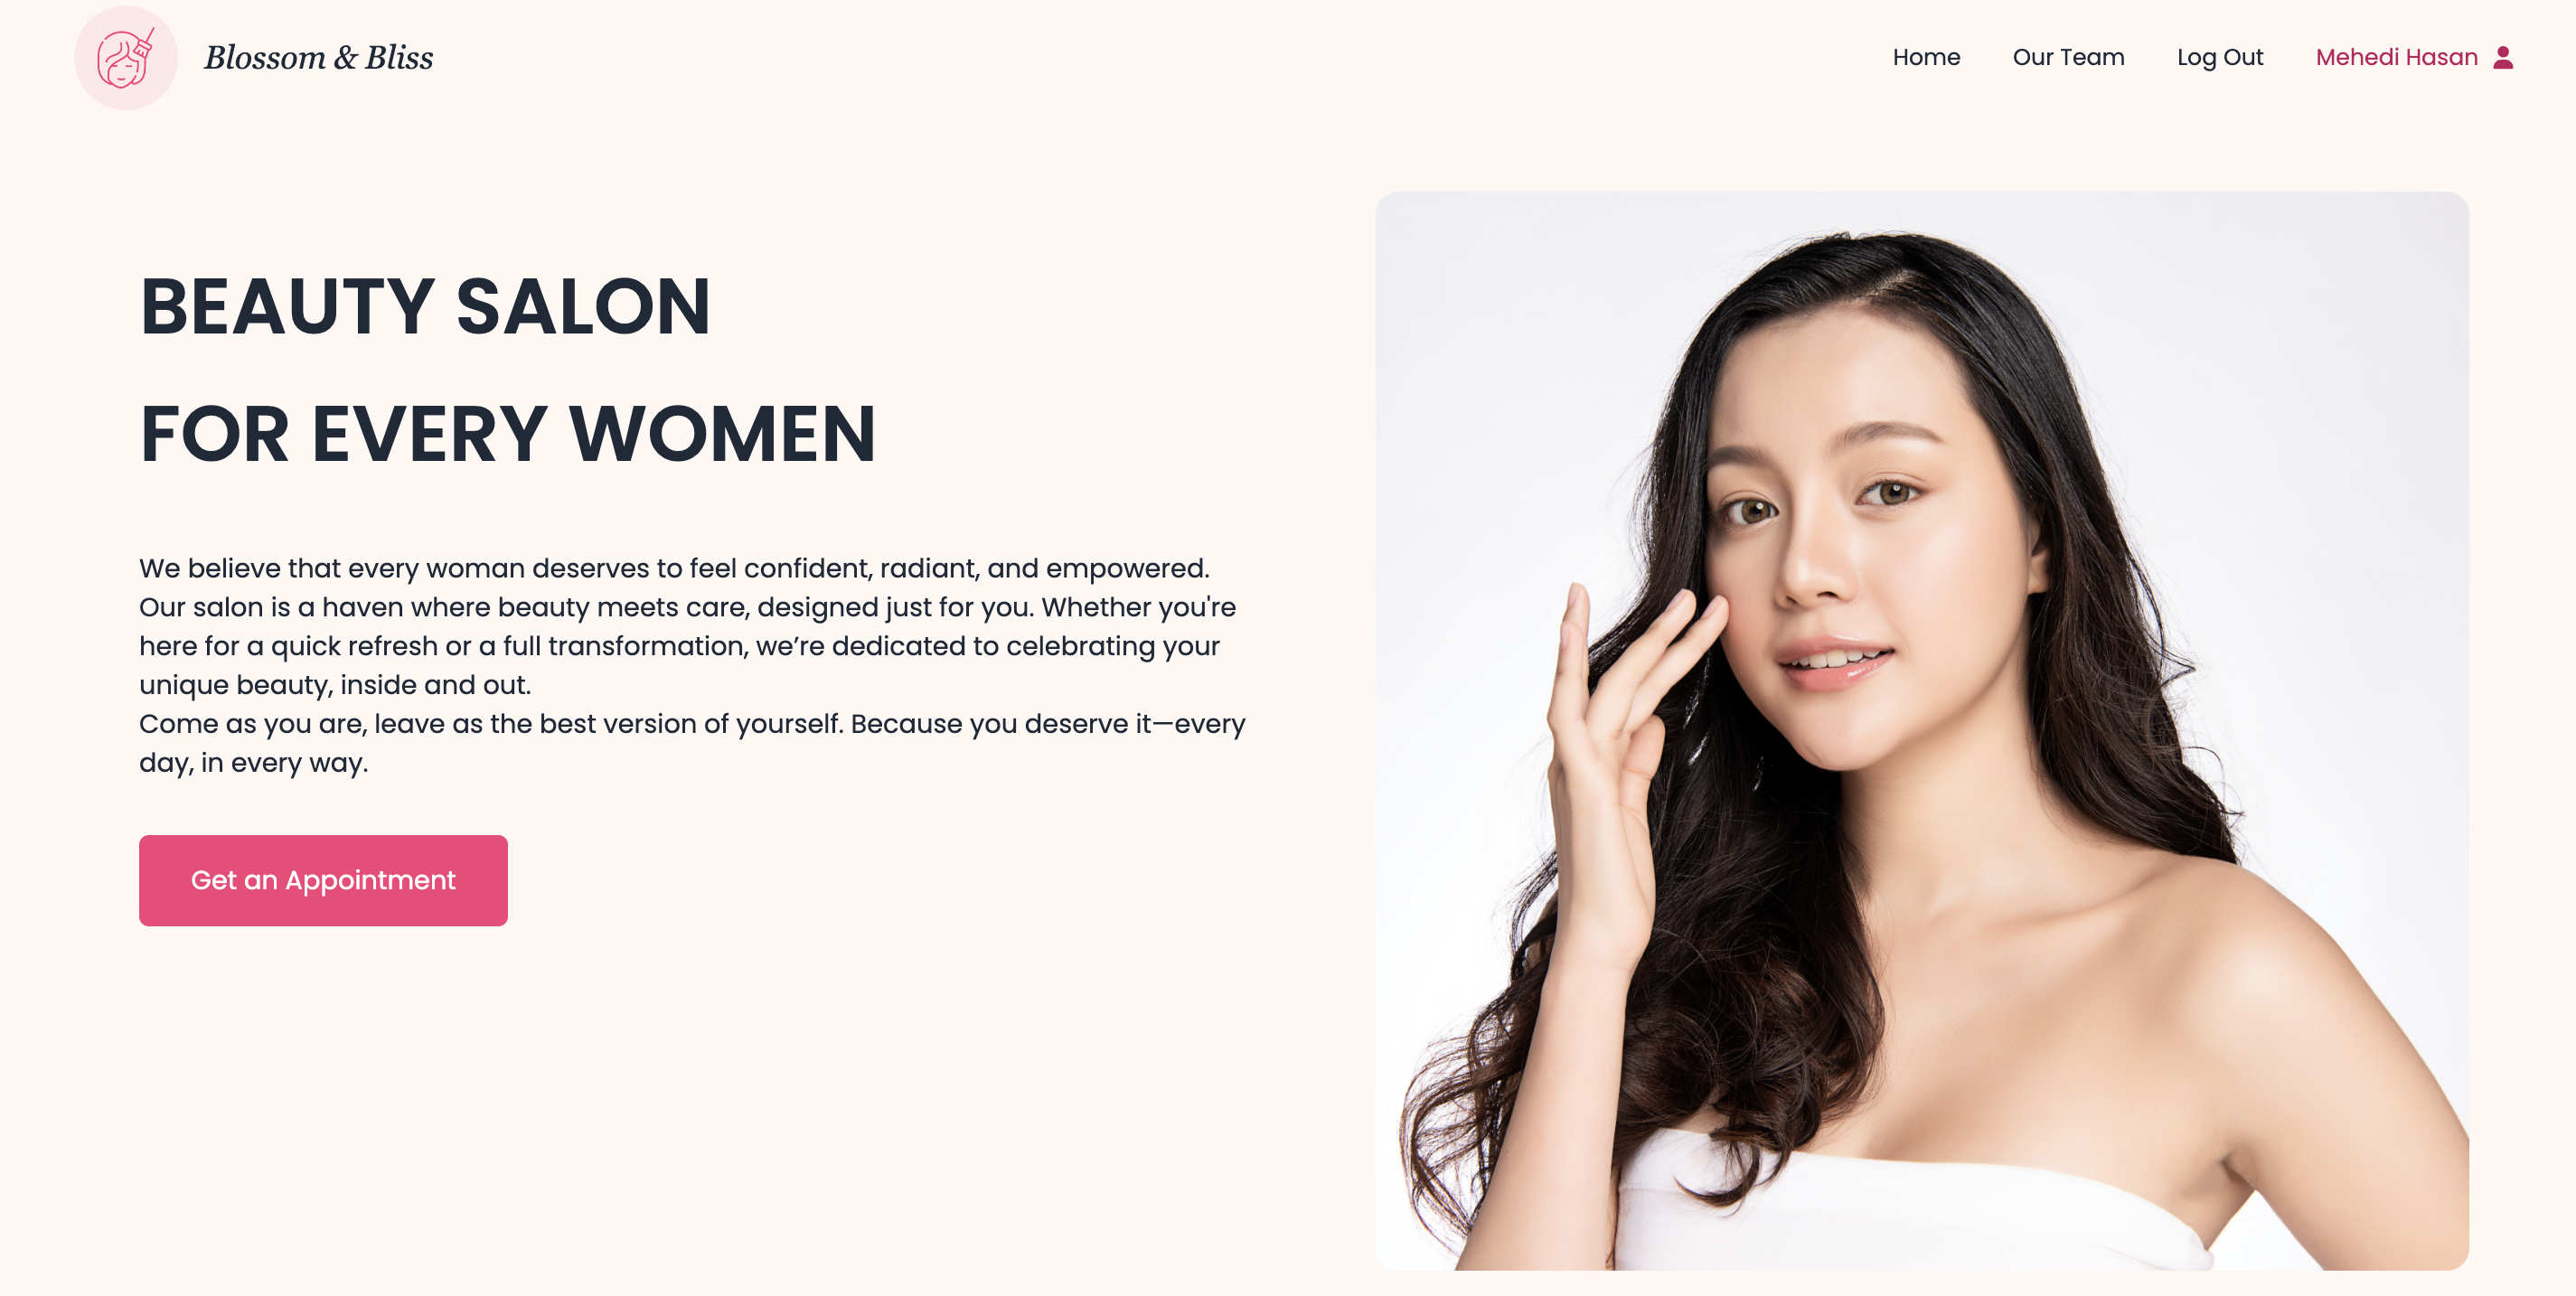 Blossom & Bliss
Home
Our Team
Log Out
Mehedi Hasan
BEAUTY SALON
FOR EVERY WOMEN
We believe that every woman deserves to feel confident, radiant, and empowered.
Our salon is a haven where beauty meets care, designed just for you. Whether you're
here for a quick refresh or a full transformation, we’re dedicated to celebrating your
unique beauty, inside and out.
Come as you are, leave as the best version of yourself. Because you deserve it—every
day, in every way.
Get an Appointment